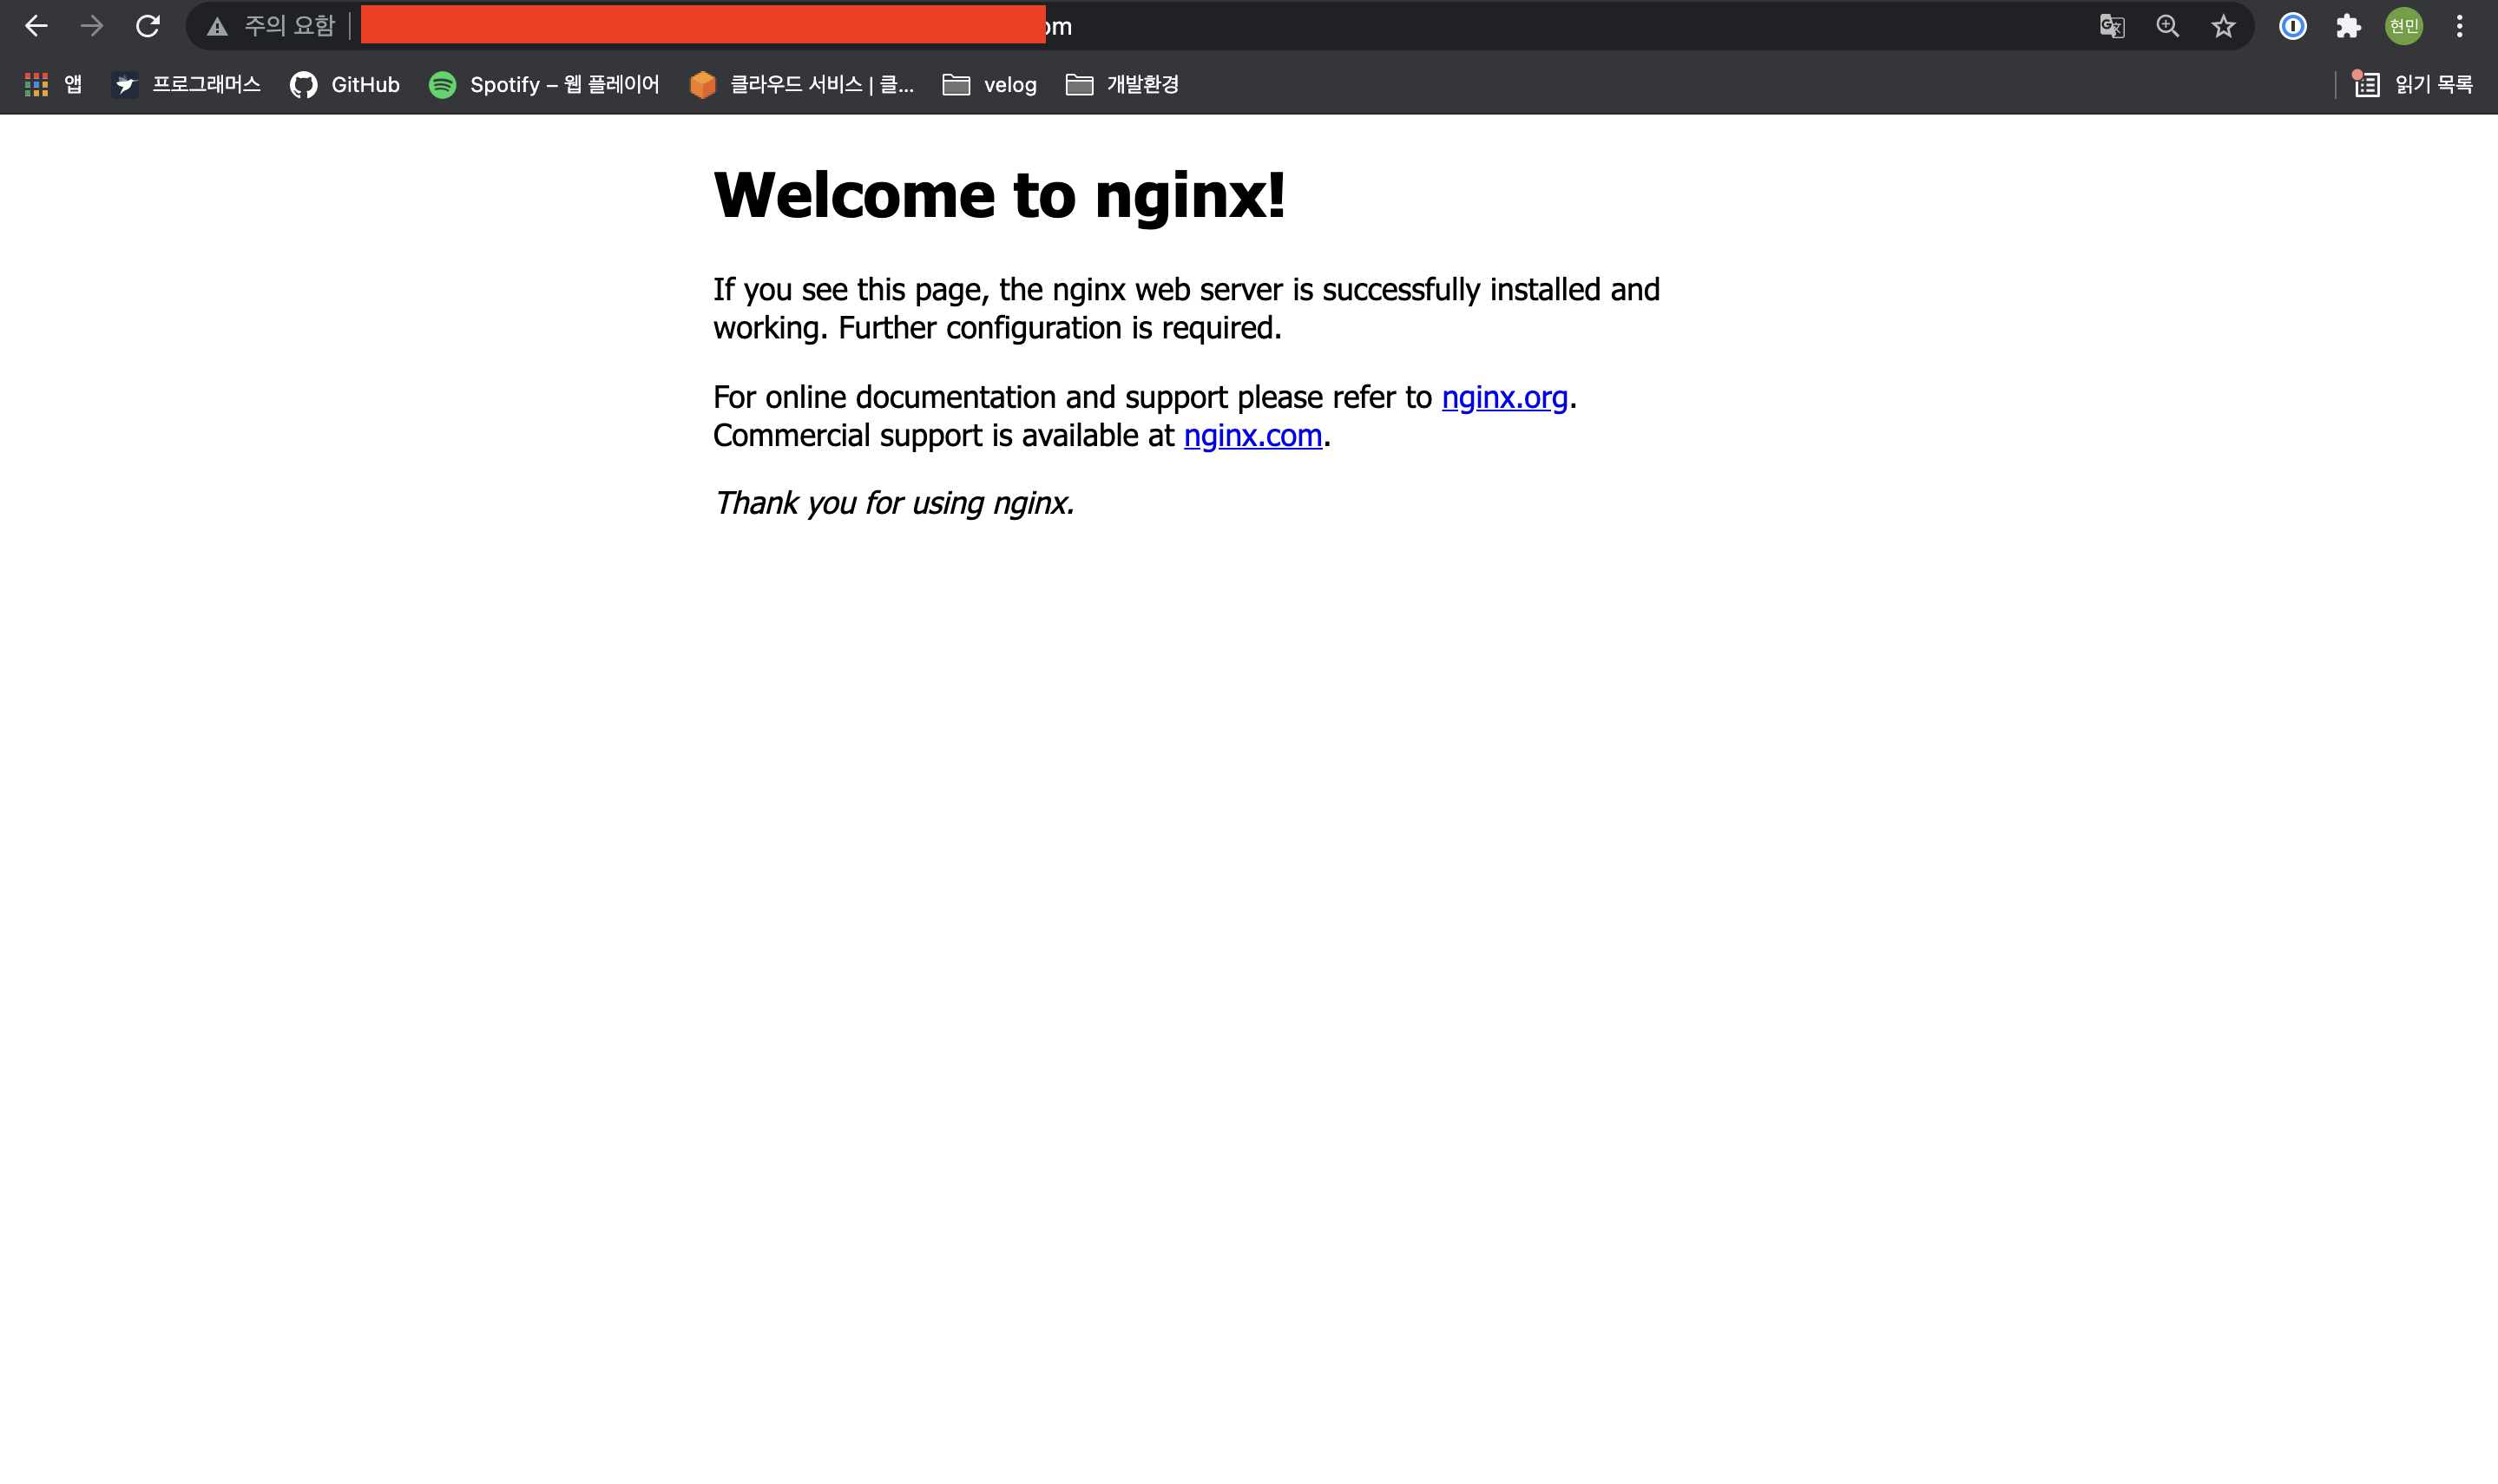 주의 요함
om
현민
앱
프로그래머스
GitHub
Spotify – 웹 플레이어
클라우드 서비스 | 클...
velog
개발환경
읽기 목록
Welcome to nginx!
If you see this page, the nginx web server is successfully installed and
working. Further configuration is required.
For online documentation and support please refer to nginx.org.
Commercial support is available at nginx.com.
Thank you for using nginx.